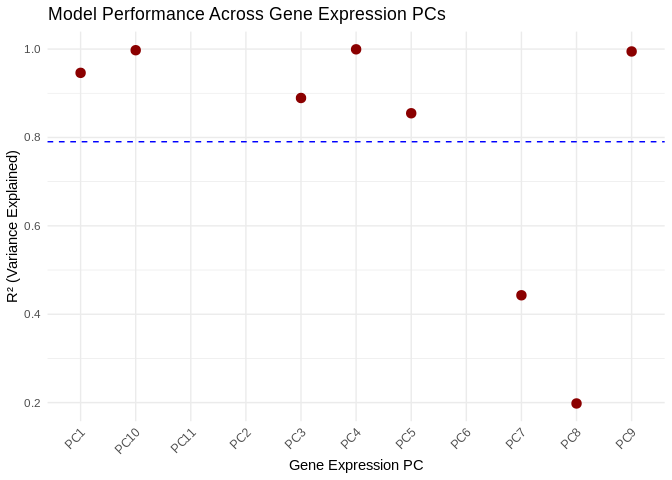 Model Performance Across Gene Expression PCs
R² (Variance Explained)
1.0
0.8
0.6
0.4
0.2
PC1
PC10
PC11
PC2
PC3
PC4
PC5
PC6
PC7
PC8
PC9
Gene Expression PC